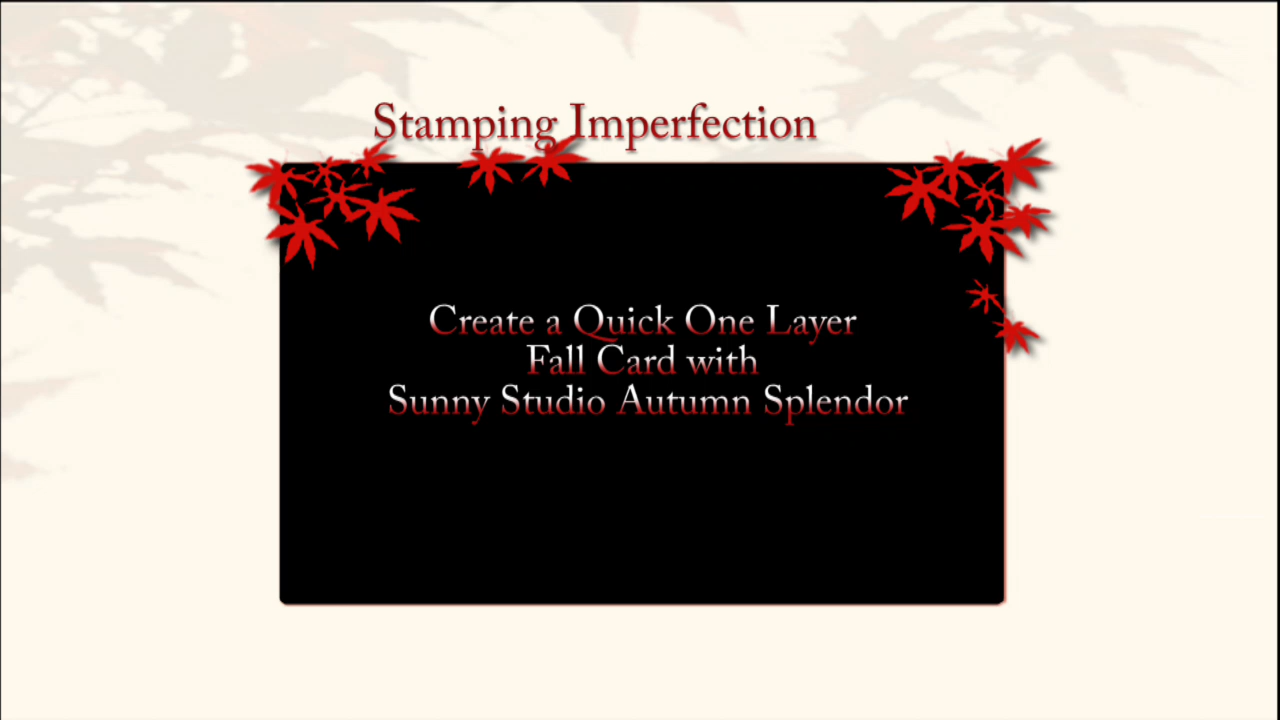 Stamping Imperfection
Create a Quick One Layer
Fall Card with
Sunny Studio Autumn Splendor